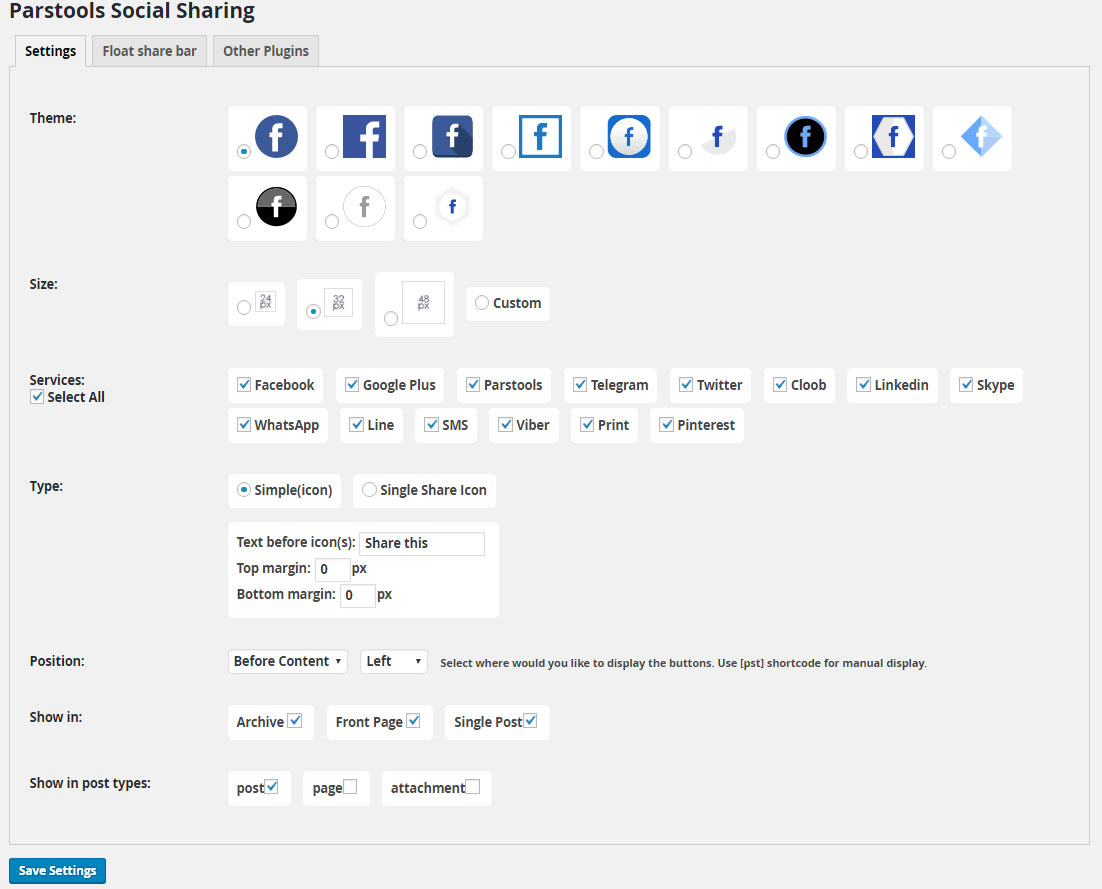 Parstools Social Sharing
Settings Float share bar Other Plugins
Theme:
f f f f f f f f f
f f f
Size: 24 px 32 px 48 px Custom
Services: Facebook Google Plus Parstools Telegram Twitter Cloob Linkedin Skype
Select All
WhatsApp Line SMS Viber Print Pinterest
Type: Simple(icon) Single Share Icon
Text before icon(s): Share this
Top margin: 0 px
Bottom margin: 0 px
Position: Before Content Left Select where would you like to display the buttons. Use [pst] shortcode for manual display.
Show in: Archive Front Page Single Post
Show in post types: post page attachment
Save Settings